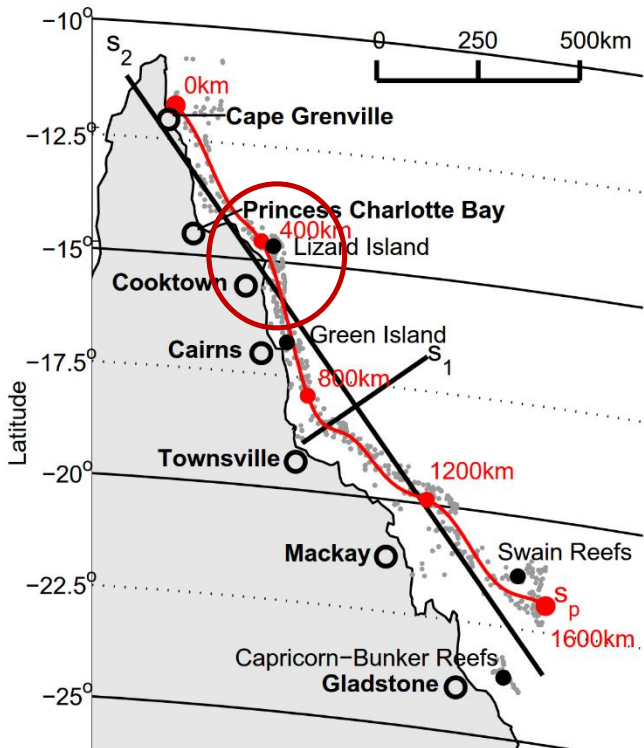 −10°
0
250
500km
s2
0km
Cape Grenville
−12.5°
Princess Charlotte Bay
400km
−15°
Lizard Island
Cooktown
Green Island
Cairns
s1
−17.5°
800km
Latitude
Townsville
1200km
−20°
Mackay
Swain Reefs
−22.5°
sp
1600km
Capricorn−Bunker Reefs
Gladstone
−25°